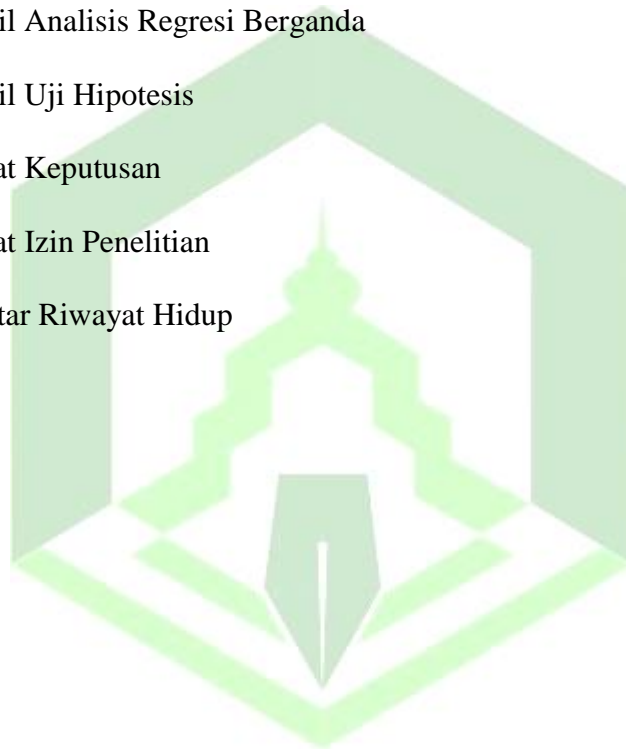 il Analisis Regresi Berganda
il Uji Hipotesis
at Keputusan
at Izin Penelitian
tar Riwayat Hidup